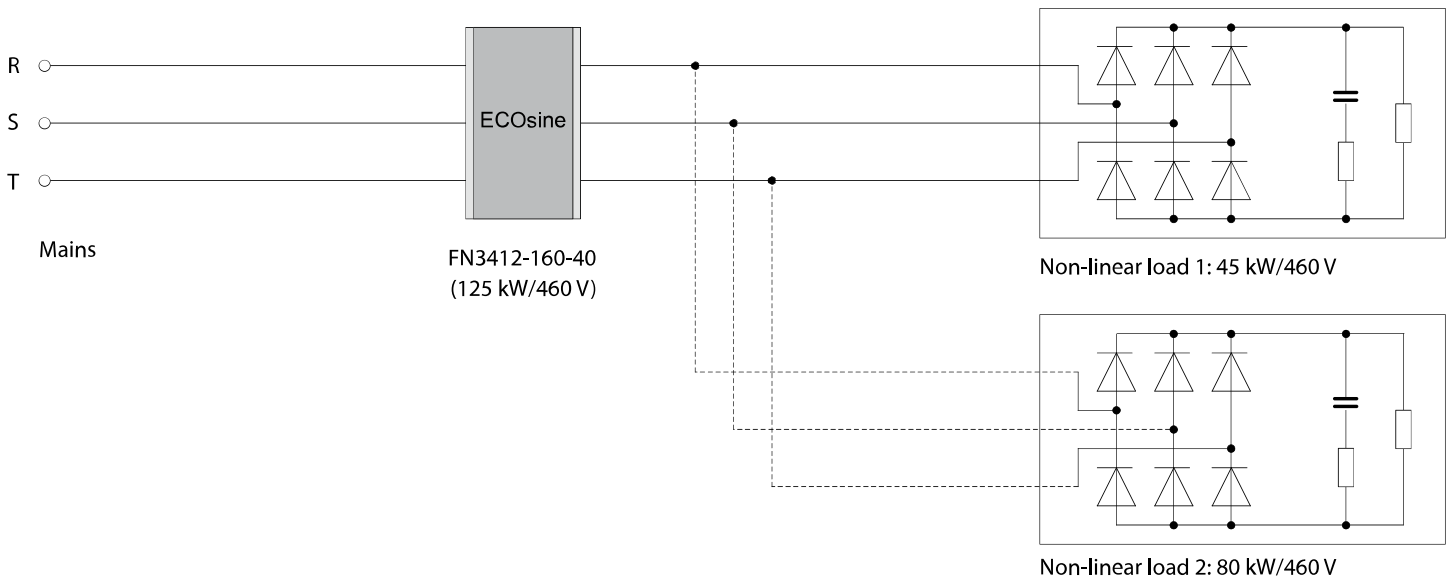 R
S
ECOsine
T
Mains
FN3412-160-40
(125 kW/460 V)
Non-linear load 1: 45 kW/460 V
Non-linear load 2: 80 kW/460 V